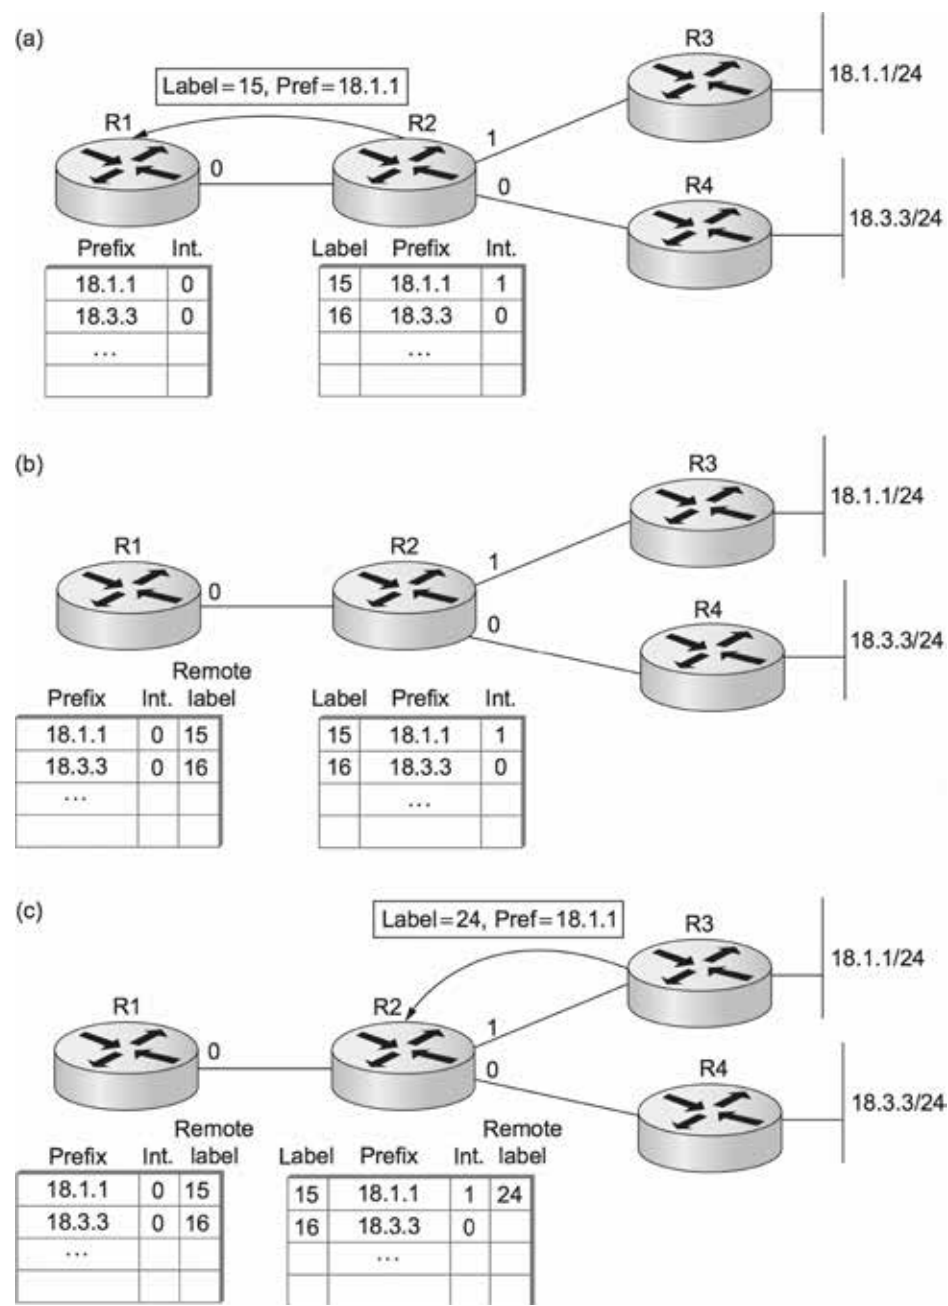 (a)
R3
18.1.1/24
Label=15, Pref=18.1.1
R1
R2
1
0
0
R4
18.3.3/24
Prefix Int.
18.1.1 0
18.3.3 0
...
Label Prefix Int.
15 18.1.1 1
16 18.3.3 0
...
(b)
R3
18.1.1/24
R1
R2
1
0
0
R4
18.3.3/24
Remote
Prefix Int. label
18.1.1 0 15
18.3.3 0 16
...
Label Prefix Int.
15 18.1.1 1
16 18.3.3 0
...
(c)
Label=24, Pref=18.1.1
R3
18.1.1/24
R1
R2
1
0
0
R4
18.3.3/24
Remote
Prefix Int. label
18.1.1 0 15
18.3.3 0 16
...
Remote
Label Prefix Int. label
15 18.1.1 1 24
16 18.3.3 0
...